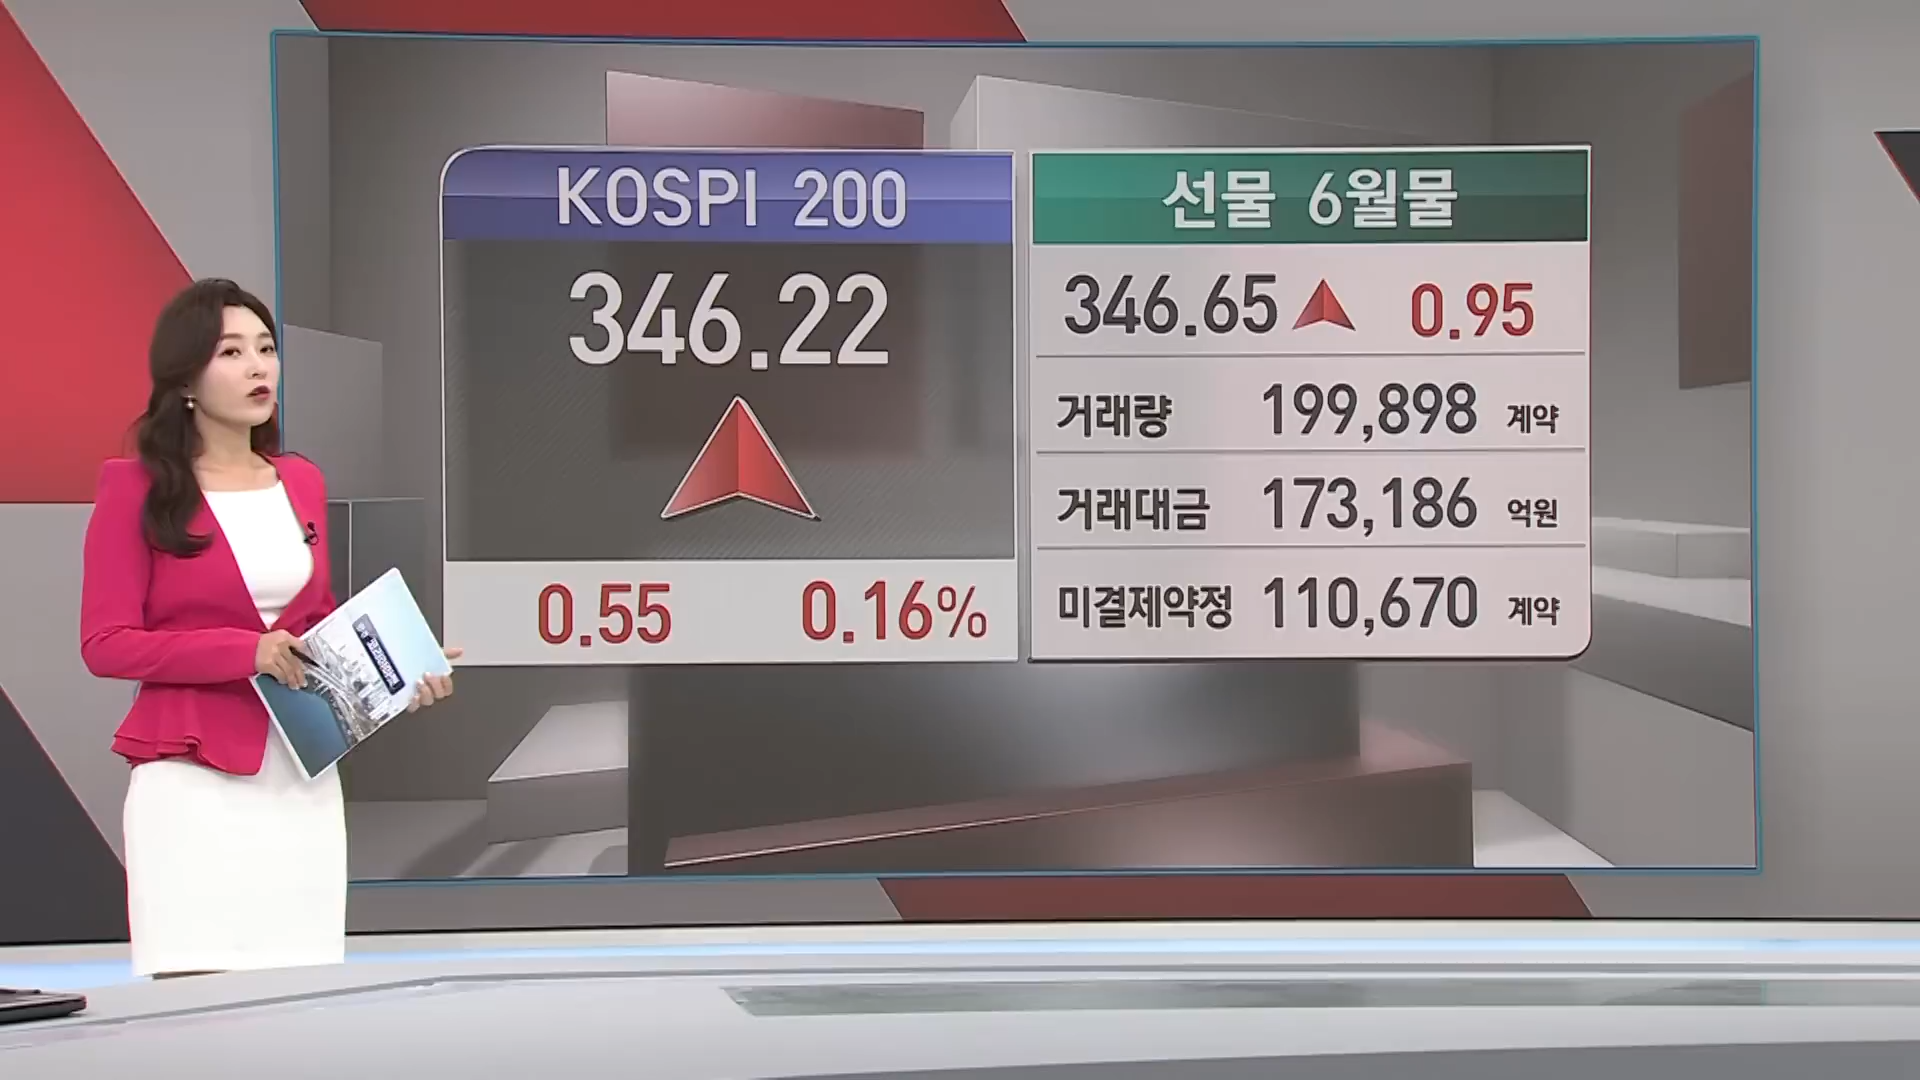 KOSPI 200
346.22
0.55 0.16%
선물 6월물
346.65 0.95
거래량 199,898 계약
거래대금 173,186 억원
미결제약정 110,670 계약